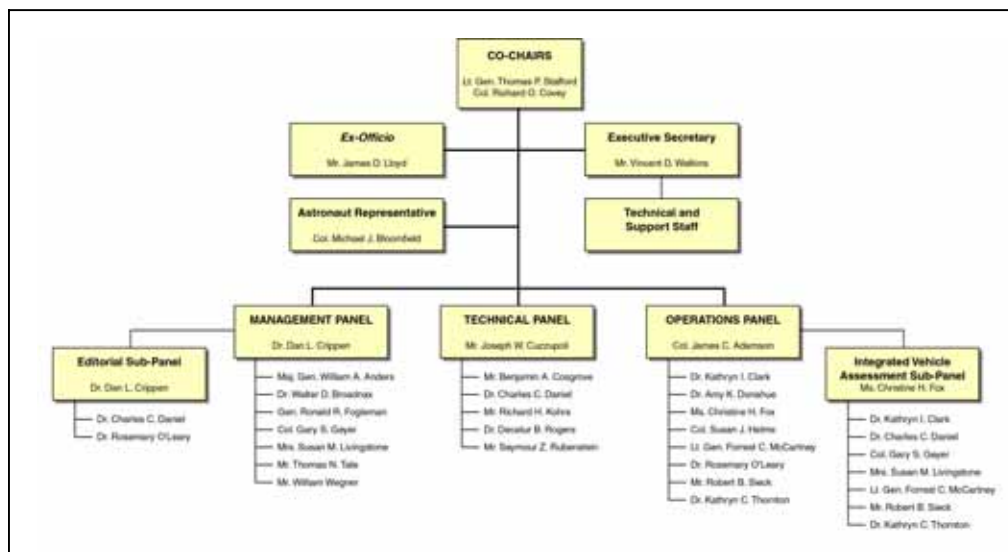 CO-CHAIRS
Lt. Gen. Thomas P. Stafford
Col. Richard O. Covey
Ex-Officio
Mr. James D. Lloyd
Executive Secretary
Mr. Vincent D. Watkins
Astronaut Representative
Col. Michael J. Bloomfield
Technical and
Support Staff
MANAGEMENT PANEL
Dr. Dan L. Crippen
TECHNICAL PANEL
Mr. Joseph W. Cuzzupoli
OPERATIONS PANEL
Col. James C. Adamson
Editorial Sub-Panel
Dr. Dan L. Crippen
Dr. Charles C. Daniel
Dr. Rosemary O'Leary
Maj. Gen. William A. Anders
Dr. Walter D. Broadnax
Gen. Ronald R. Fogleman
Col. Gary S. Geyer
Mrs. Susan M. Livingstone
Mr. Thomas N. Tate
Mr. William Wegner
Mr. Benjamin A. Cosgrove
Dr. Charles C. Daniel
Mr. Richard H. Kohrs
Dr. Decatur B. Rogers
Mr. Seymour Z. Rubenstein
Dr. Kathryn I. Clark
Dr. Amy K. Donahue
Ms. Christine H. Fox
Col. Susan J. Helms
Lt. Gen. Forrest C. McCartney
Dr. Rosemary O'Leary
Mr. Robert B. Sieck
Dr. Kathryn C. Thornton
Integrated Vehicle
Assessment Sub-Panel
Ms. Christine H. Fox
Dr. Kathryn I. Clark
Dr. Charles C. Daniel
Col. Gary S. Geyer
Mrs. Susan M. Livingstone
Lt. Gen. Forrest C. McCartney
Mr. Robert B. Sieck
Dr. Kathryn C. Thornton